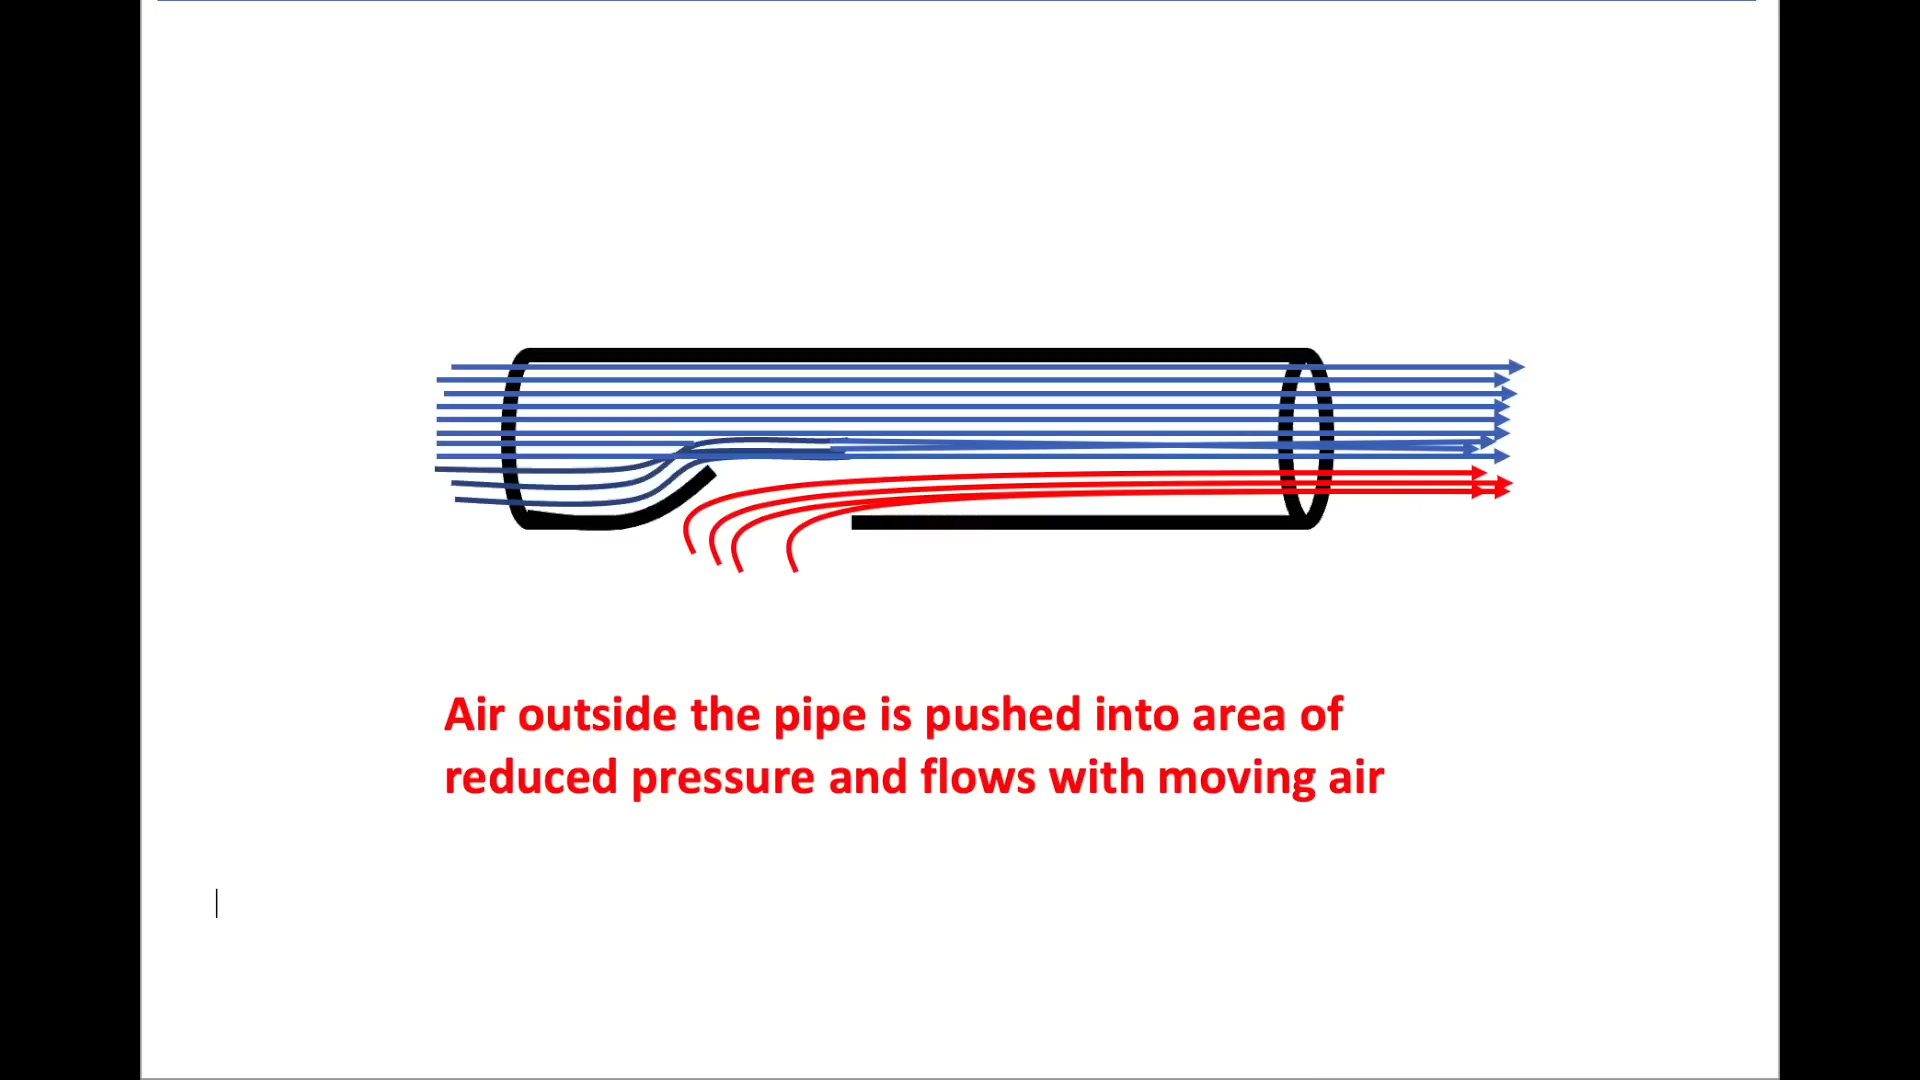 Air outside the pipe is pushed into area of
reduced pressure and flows with moving air